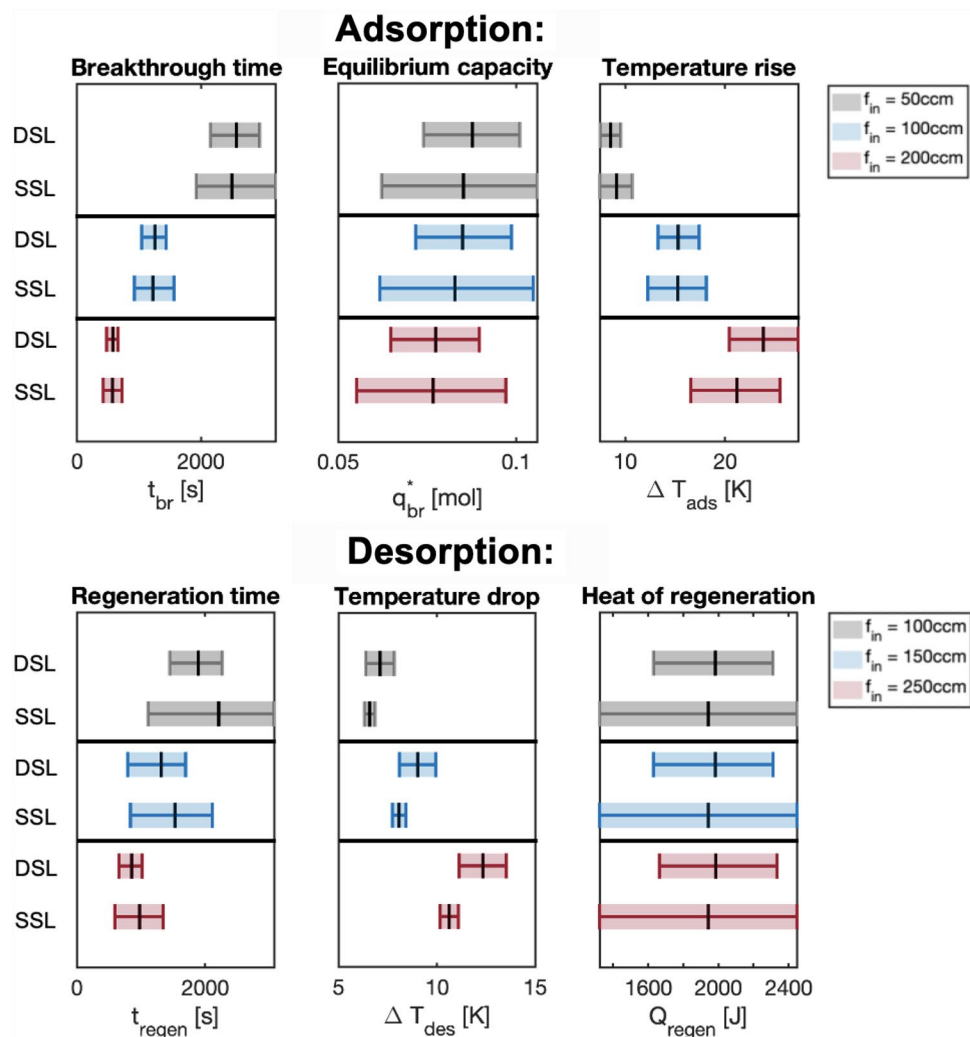 Adsorption:
Breakthrough time
Equilibrium capacity
Temperature rise
DSL
SSL
DSL
SSL
DSL
SSL
f_in = 50ccm
f_in = 100ccm
f_in = 200ccm
0 2000
0.05 0.1
10 20
t_br [s]
q*_br [mol]
Δ T_ads [K]
Desorption:
Regeneration time
Temperature drop
Heat of regeneration
DSL
SSL
DSL
SSL
DSL
SSL
f_in = 100ccm
f_in = 150ccm
f_in = 250ccm
0 2000
5 10 15
1600 2000 2400
t_regen [s]
Δ T_des [K]
Q_regen [J]